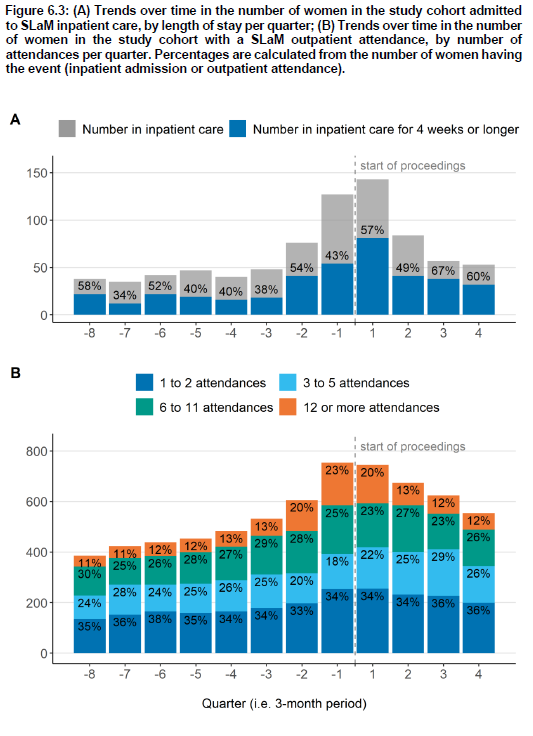 Figure 6.3: (A) Trends over time in the number of women in the study cohort admitted
to SLaM inpatient care, by length of stay per quarter; (B) Trends over time in the number
of women in the study cohort with a SLaM outpatient attendance, by number of
attendances per quarter. Percentages are calculated from the number of women having
the event (inpatient admission or outpatient attendance).
A
Number in inpatient care Number in inpatient care for 4 weeks or longer
start of proceedings
150
100
50
0
58% 34% 52% 40% 40% 38% 54% 43% 57% 49% 67% 60%
-8 -7 -6 -5 -4 -3 -2 -1 1 2 3 4
B
1 to 2 attendances 3 to 5 attendances
6 to 11 attendances 12 or more attendances
start of proceedings
800
600
400
200
0
11% 11% 12% 12% 13% 13% 20% 23% 20% 13% 12% 12%
30% 25% 26% 28% 27% 29% 28% 25% 23% 27% 23% 26%
24% 28% 24% 25% 26% 25% 20% 18% 22% 25% 29% 26%
35% 36% 38% 35% 34% 34% 33% 34% 34% 34% 36% 36%
-8 -7 -6 -5 -4 -3 -2 -1 1 2 3 4
Quarter (i.e. 3-month period)